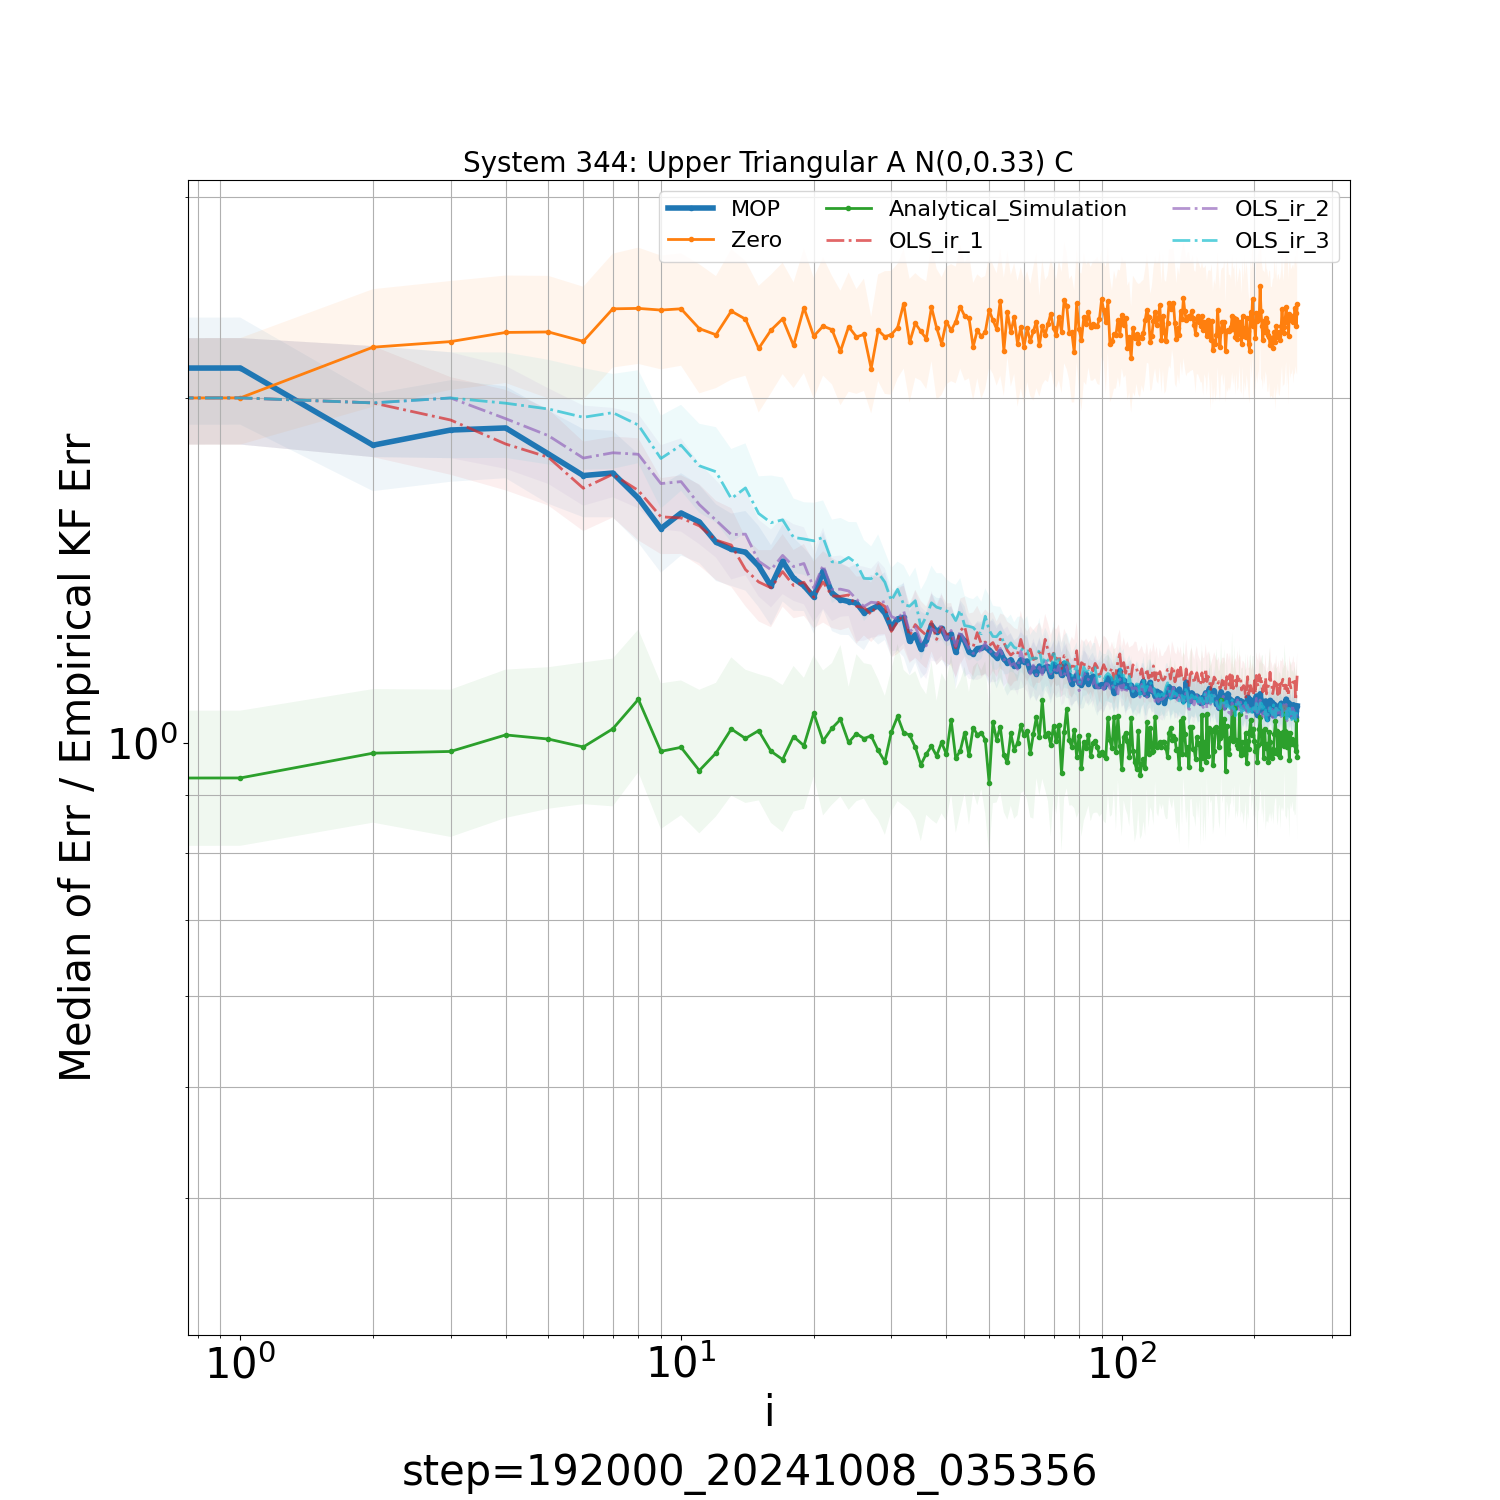 System 344: Upper Triangular A N(0,0.33) C
MOP
Zero
Analytical_Simulation
OLS_ir_1
OLS_ir_2
OLS_ir_3
Median of Err / Empirical KF Err
10⁰
10⁰ 10¹ 10²
i
step=192000_20241008_035356